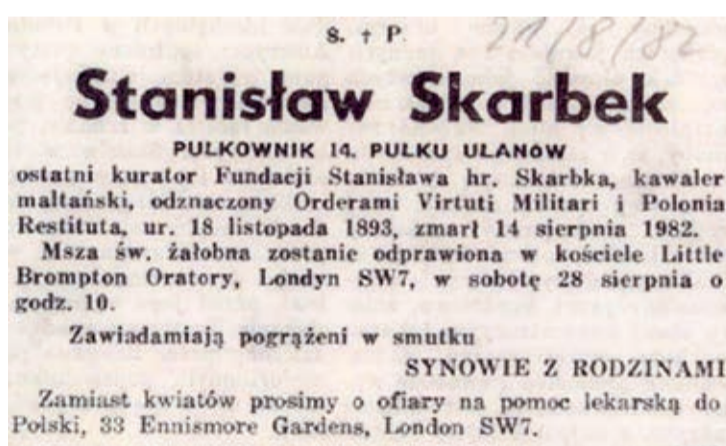 Ś. † P. 21/8/82
Stanisław Skarbek
PUŁKOWNIK 14. PUŁKU UŁANÓW
ostatni kurator Fundacji Stanisława hr. Skarbka, kawaler
maltański, odznaczony Orderami Virtuti Militari i Polonia
Restituta, ur. 18 listopada 1893, zmarł 14 sierpnia 1982.
Msza św. żałobna zostanie odprawiona w kościele Little
Brompton Oratory, Londyn SW7, w sobotę 28 sierpnia o
godz. 10.
Zawiadamiają pogrążeni w smutku
SYNOWIE Z RODZINAMI
Zamiast kwiatów prosimy o ofiary na pomoc lekarską do
Polski, 33 Ennismore Gardens, London SW7.